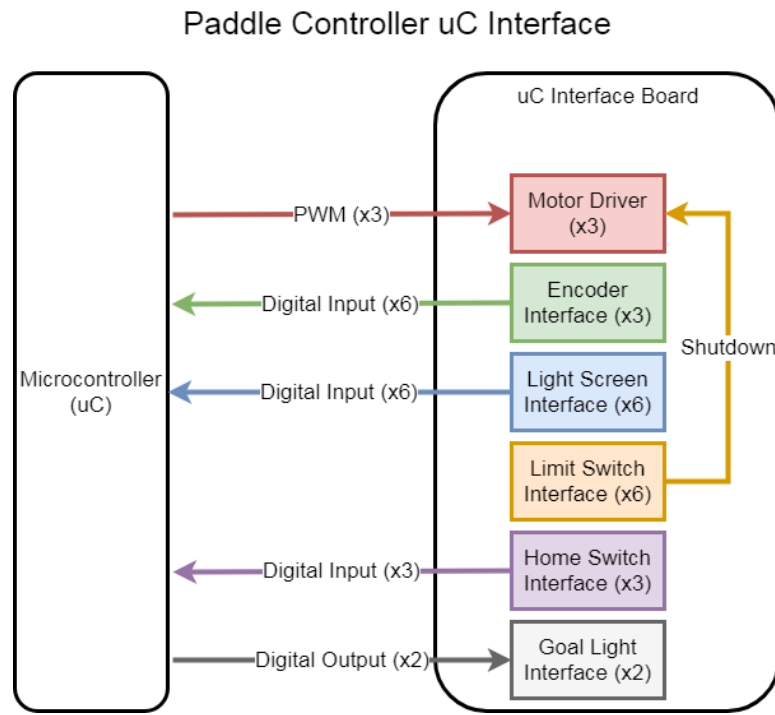 Paddle Controller uC Interface
uC Interface Board
Microcontroller
(uC)
PWM (x3)
Motor Driver
(x3)
Digital Input (x6)
Encoder
Interface (x3)
Shutdown
Digital Input (x6)
Light Screen
Interface (x6)
Limit Switch
Interface (x6)
Digital Input (x3)
Home Switch
Interface (x3)
Digital Output (x2)
Goal Light
Interface (x2)